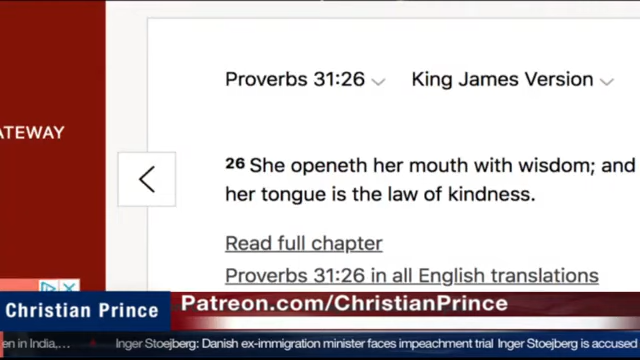 Proverbs 31:26 King James Version
ATEWAY
26 She openeth her mouth with wisdom; and
her tongue is the law of kindness.
Read full chapter
Proverbs 31:26 in all English translations
Christian Prince
Patreon.com/ChristianPrince
en in India,... Inger Stoejberg: Danish ex-immigration minister faces impeachment trial Inger Stoejberg is accused